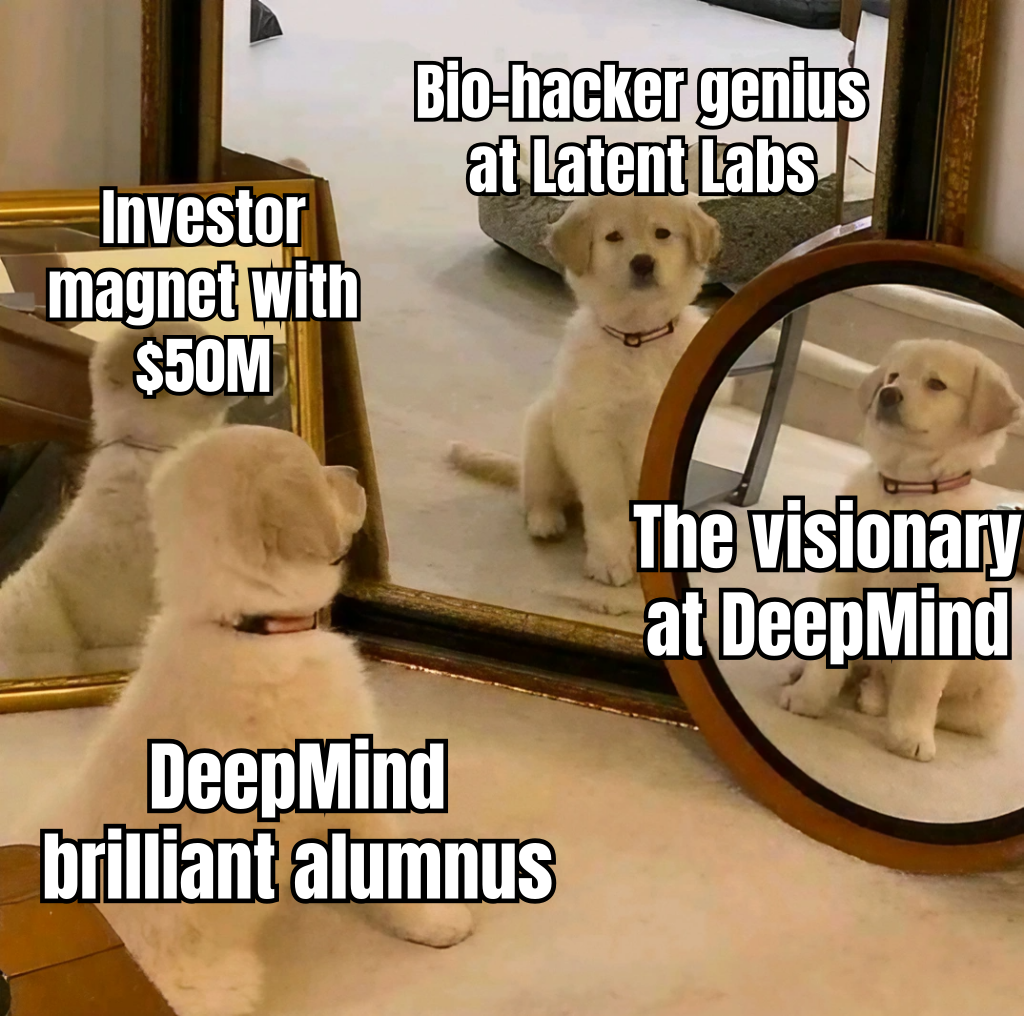 Bio-hacker genius
at Latent Labs
Investor
magnet with
$50M
The visionary
at DeepMind
DeepMind
brilliant alumnus